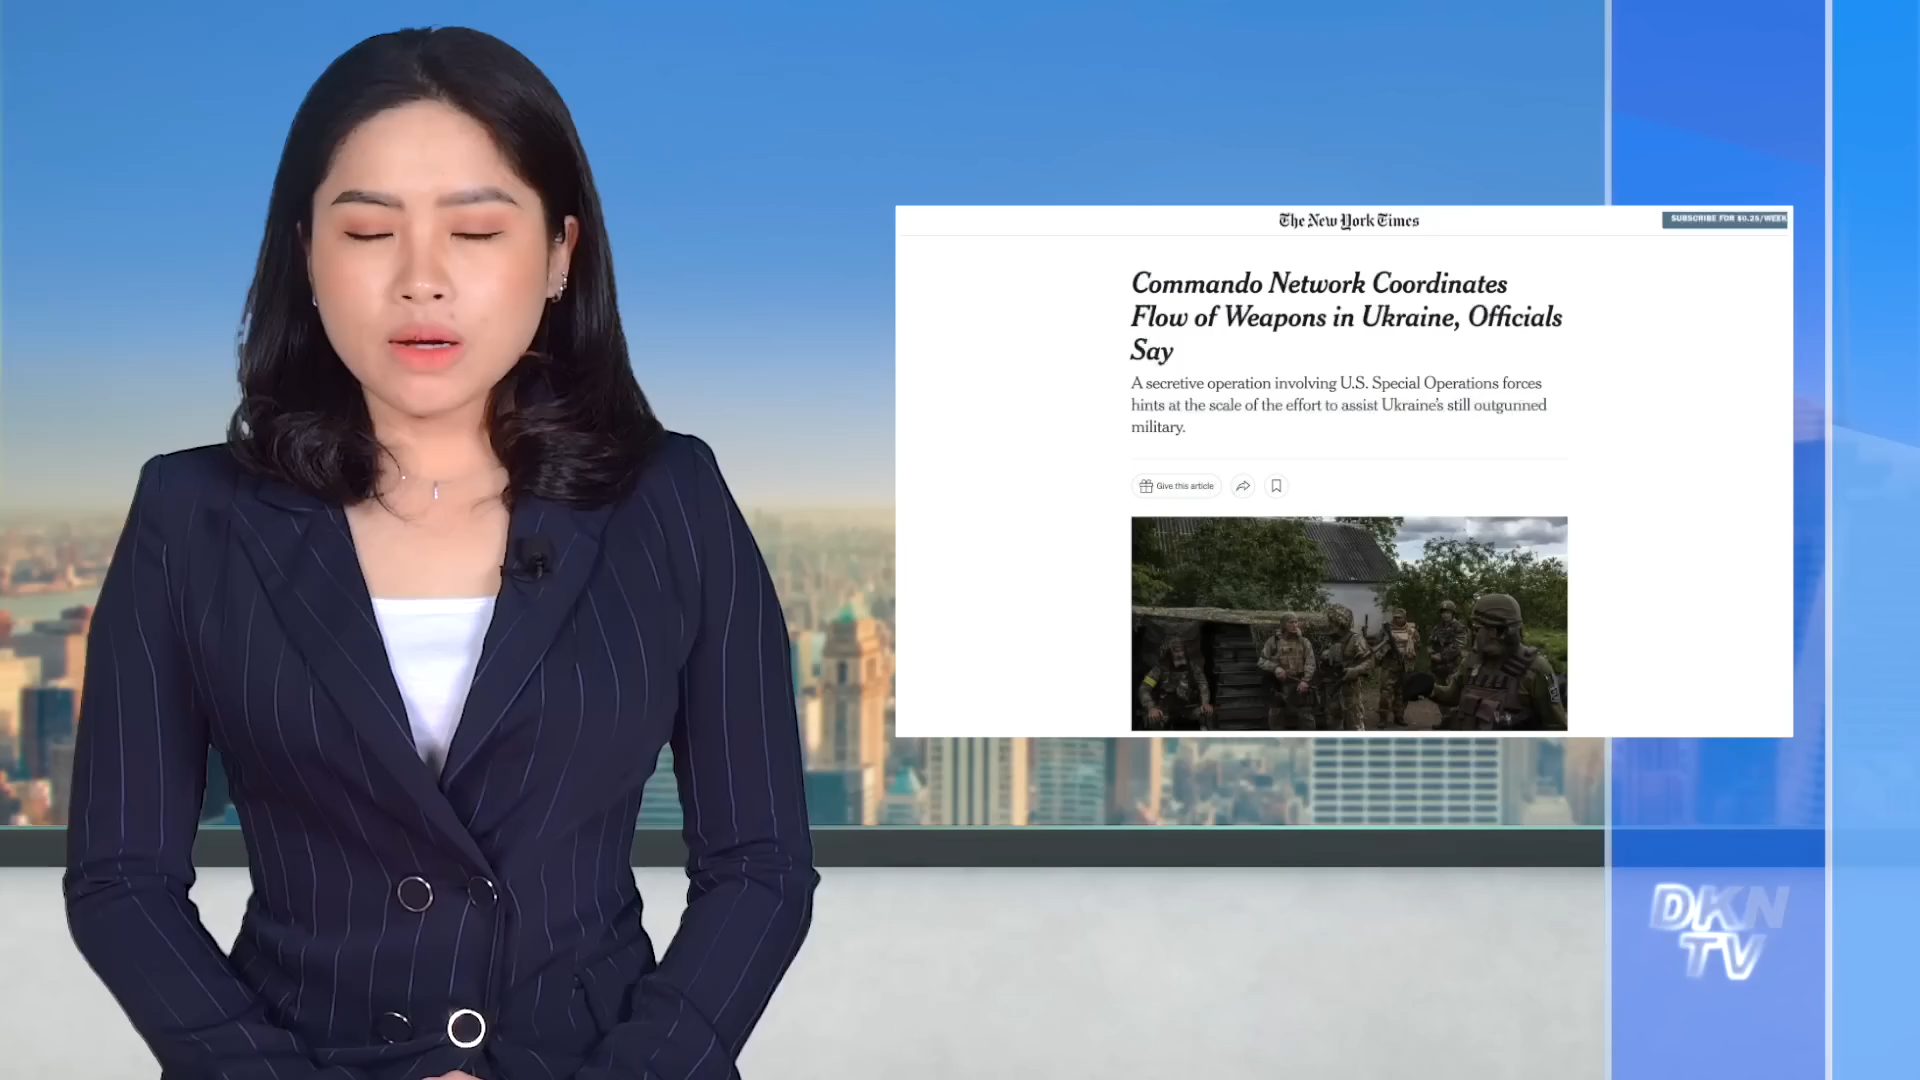 The New York Times
SUBSCRIBE FOR $0.25/WEEK
Commando Network Coordinates
Flow of Weapons in Ukraine, Officials
Say
A secretive operation involving U.S. Special Operations forces
hints at the scale of the effort to assist Ukraine's still outgunned
military.
Give this article
DKN
TV